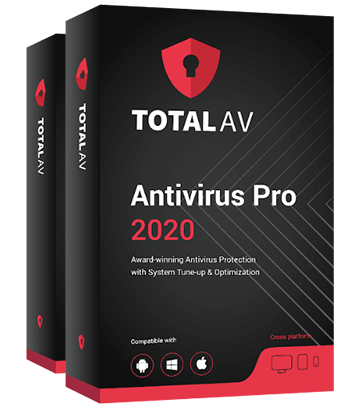 TOTAL AV
TOTAL AV
Antivirus Pro
2020
Award-winning Antivirus Protection
with System Tune-up & Optimization
Compatible with
Cross platform